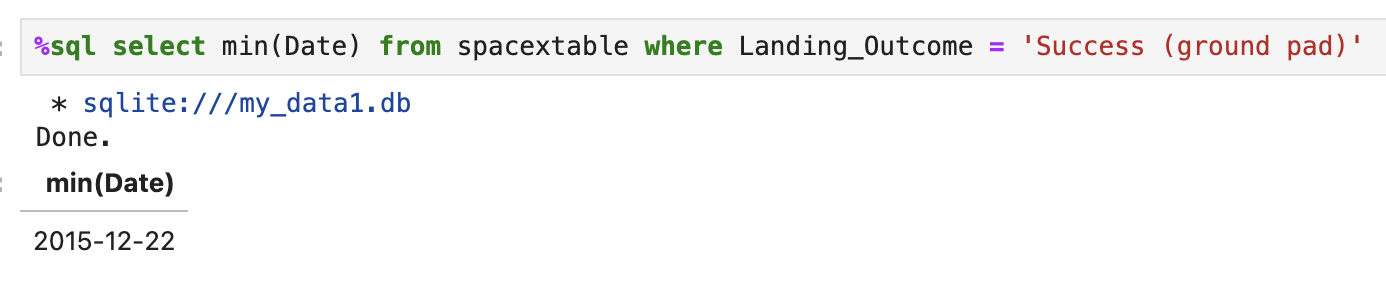 %sql select min(Date) from spacextable where Landing_Outcome = 'Success (ground pad)'
* sqlite:///my_data1.db
Done.
min(Date)
2015-12-22